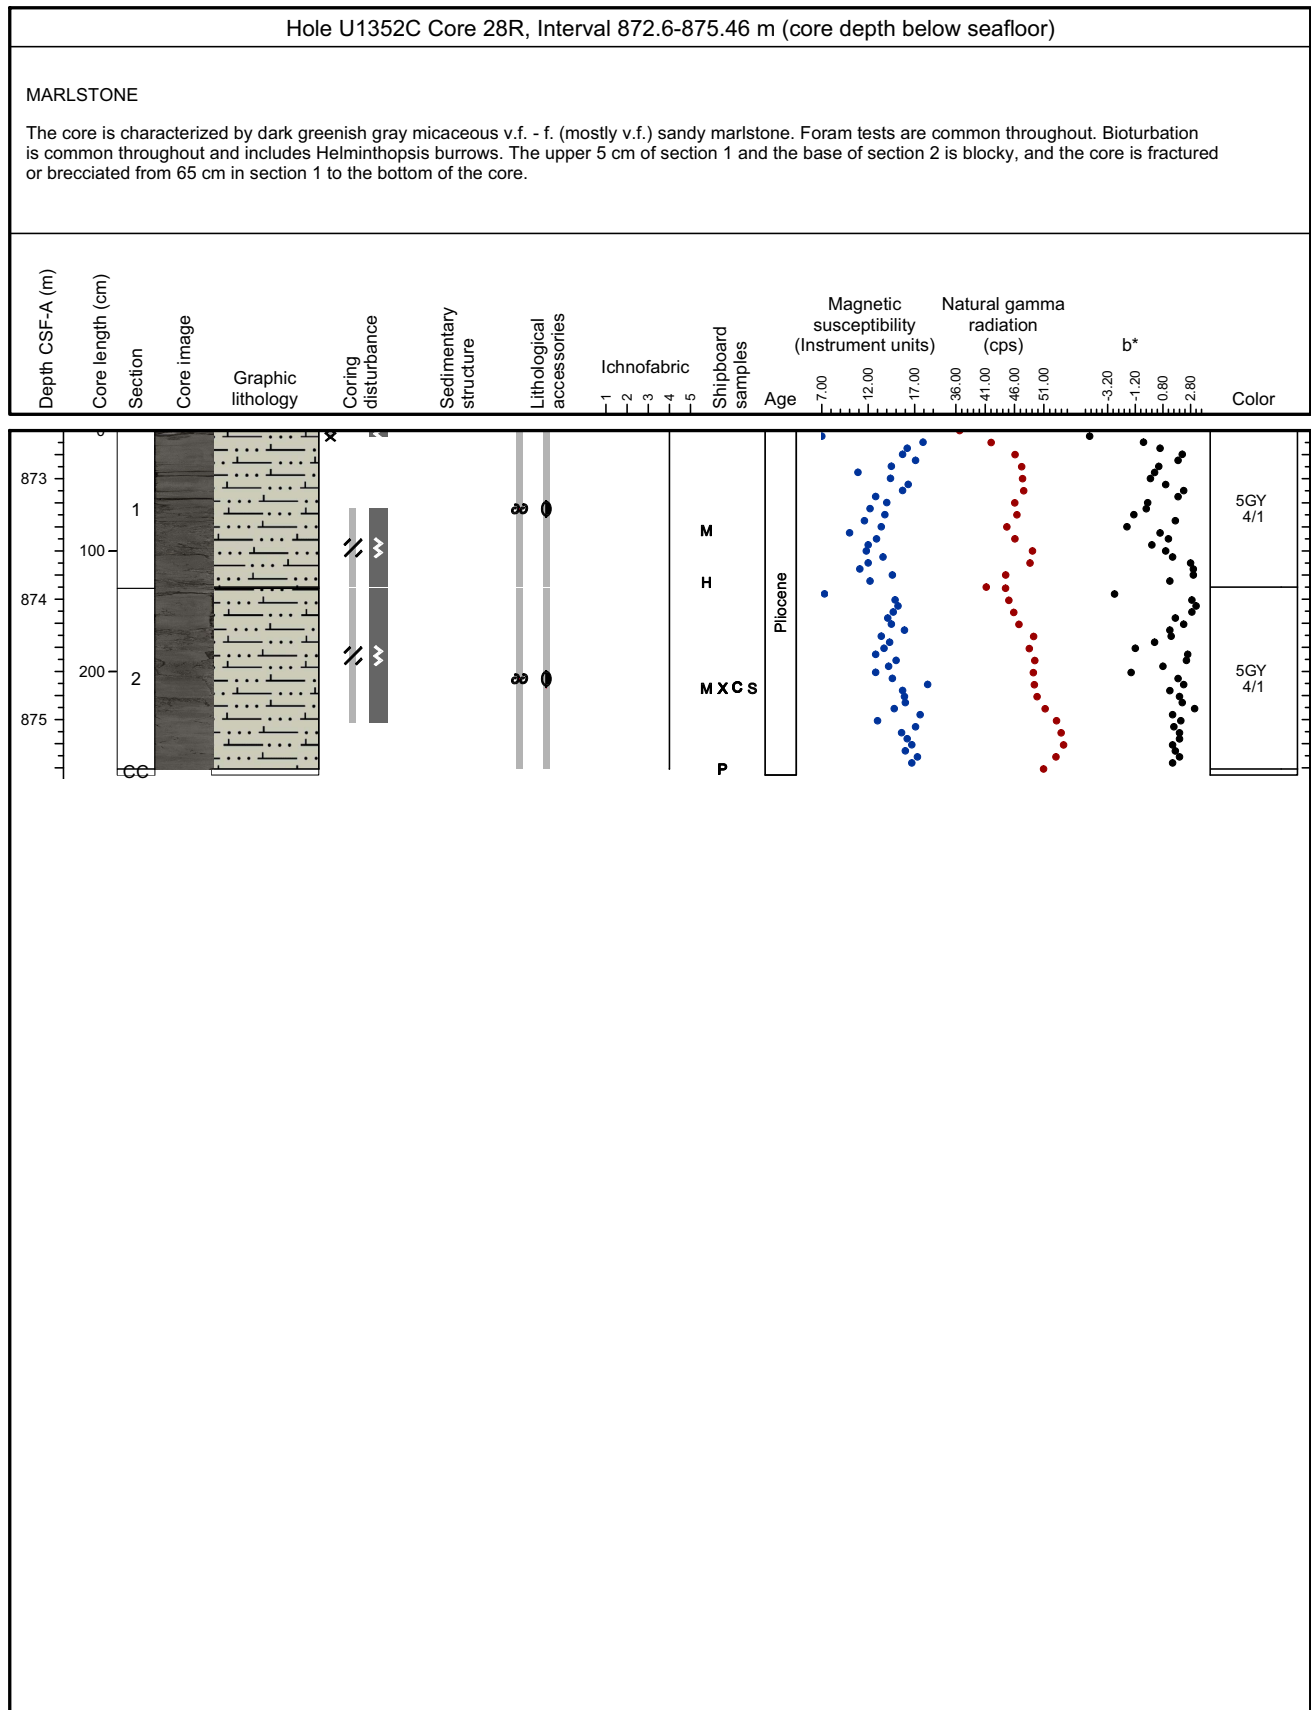 Hole U1352C Core 28R, Interval 872.6-875.46 m (core depth below seafloor)
MARLSTONE
The core is characterized by dark greenish gray micaceous v.f. - f. (mostly v.f.) sandy marlstone. Foram tests are common throughout. Bioturbation
is common throughout and includes Helminthopsis burrows. The upper 5 cm of section 1 and the base of section 2 is blocky, and the core is fractured
or brecciated from 65 cm in section 1 to the bottom of the core.
Depth CSF-A (m)
Core length (cm)
Section
Core image
Graphic
lithology
Coring
disturbance
Sedimentary
structure
Lithological
accessories
Ichnofabric
1 2 3 4 5
Shipboard
samples
Age
Magnetic
susceptibility
(Instrument units)
7.00 12.00 17.00
Natural gamma
radiation
(cps)
36.00 41.00 46.00 51.00
b*
-3.20 -1.20 0.80 2.80
Color
0
873
1
5GY
4/1
M
100
H
874
Pliocene
200
2
5GY
4/1
M X C S
875
CC
P